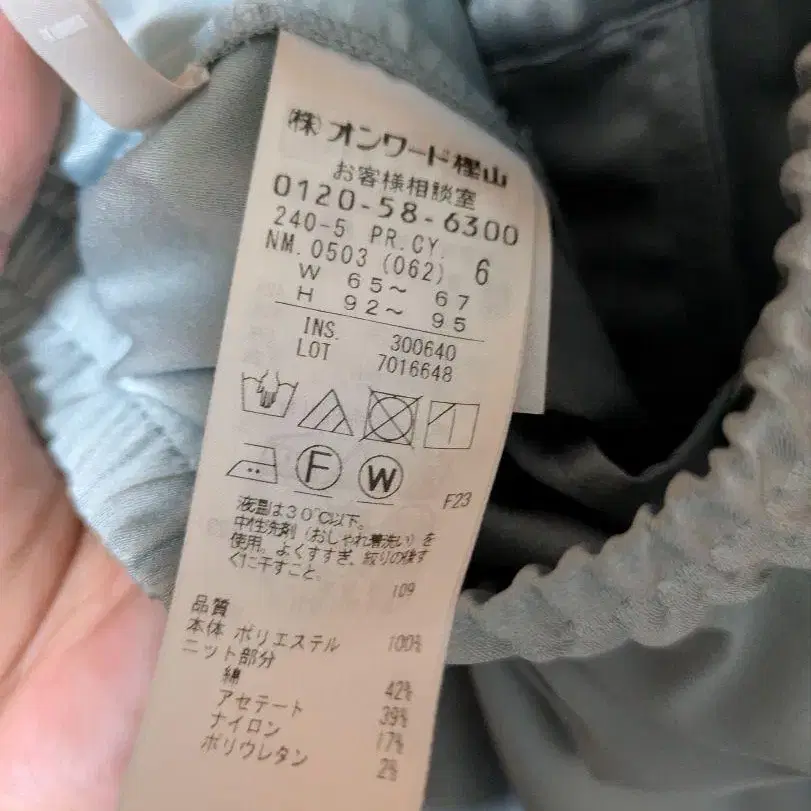 ㈱オンワード樫山
お客様相談室
0120-58-6300
240-5 PR.CY.
NM. 0503 (062) 6
W 65～ 67
H 92～ 95
INS. 300640
LOT 7016648
F W
F23
液温は30℃以下。
中性洗剤(おしゃれ着洗い)を
使用。よくすすぎ、絞りの後す
ぐに干すこと。
109
品質
本体 ポリエステル 100%
ニット部分
綿 42%
アセテート 39%
ナイロン 17%
ポリウレタン 2%